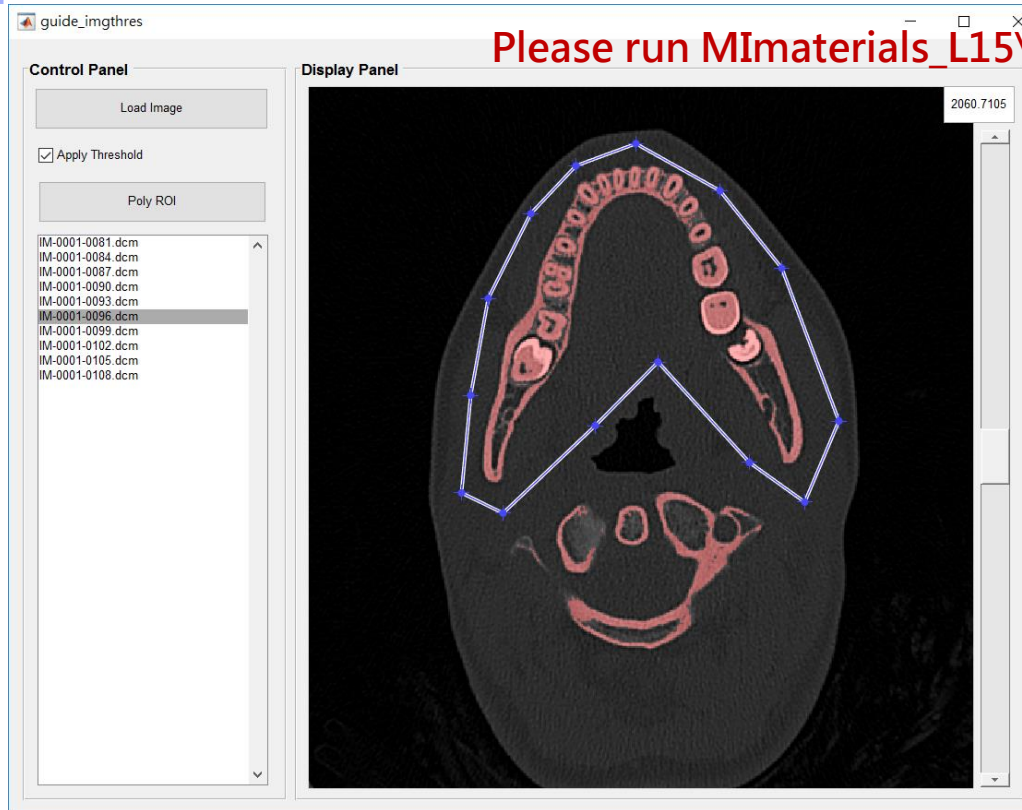 guide_imgthres
Please run MImaterials_L15
Control Panel
Display Panel
Load Image
2060.7105
Apply Threshold
Poly ROI
IM-0001-0081.dcm
IM-0001-0084.dcm
IM-0001-0087.dcm
IM-0001-0090.dcm
IM-0001-0093.dcm
IM-0001-0096.dcm
IM-0001-0099.dcm
IM-0001-0102.dcm
IM-0001-0105.dcm
IM-0001-0108.dcm